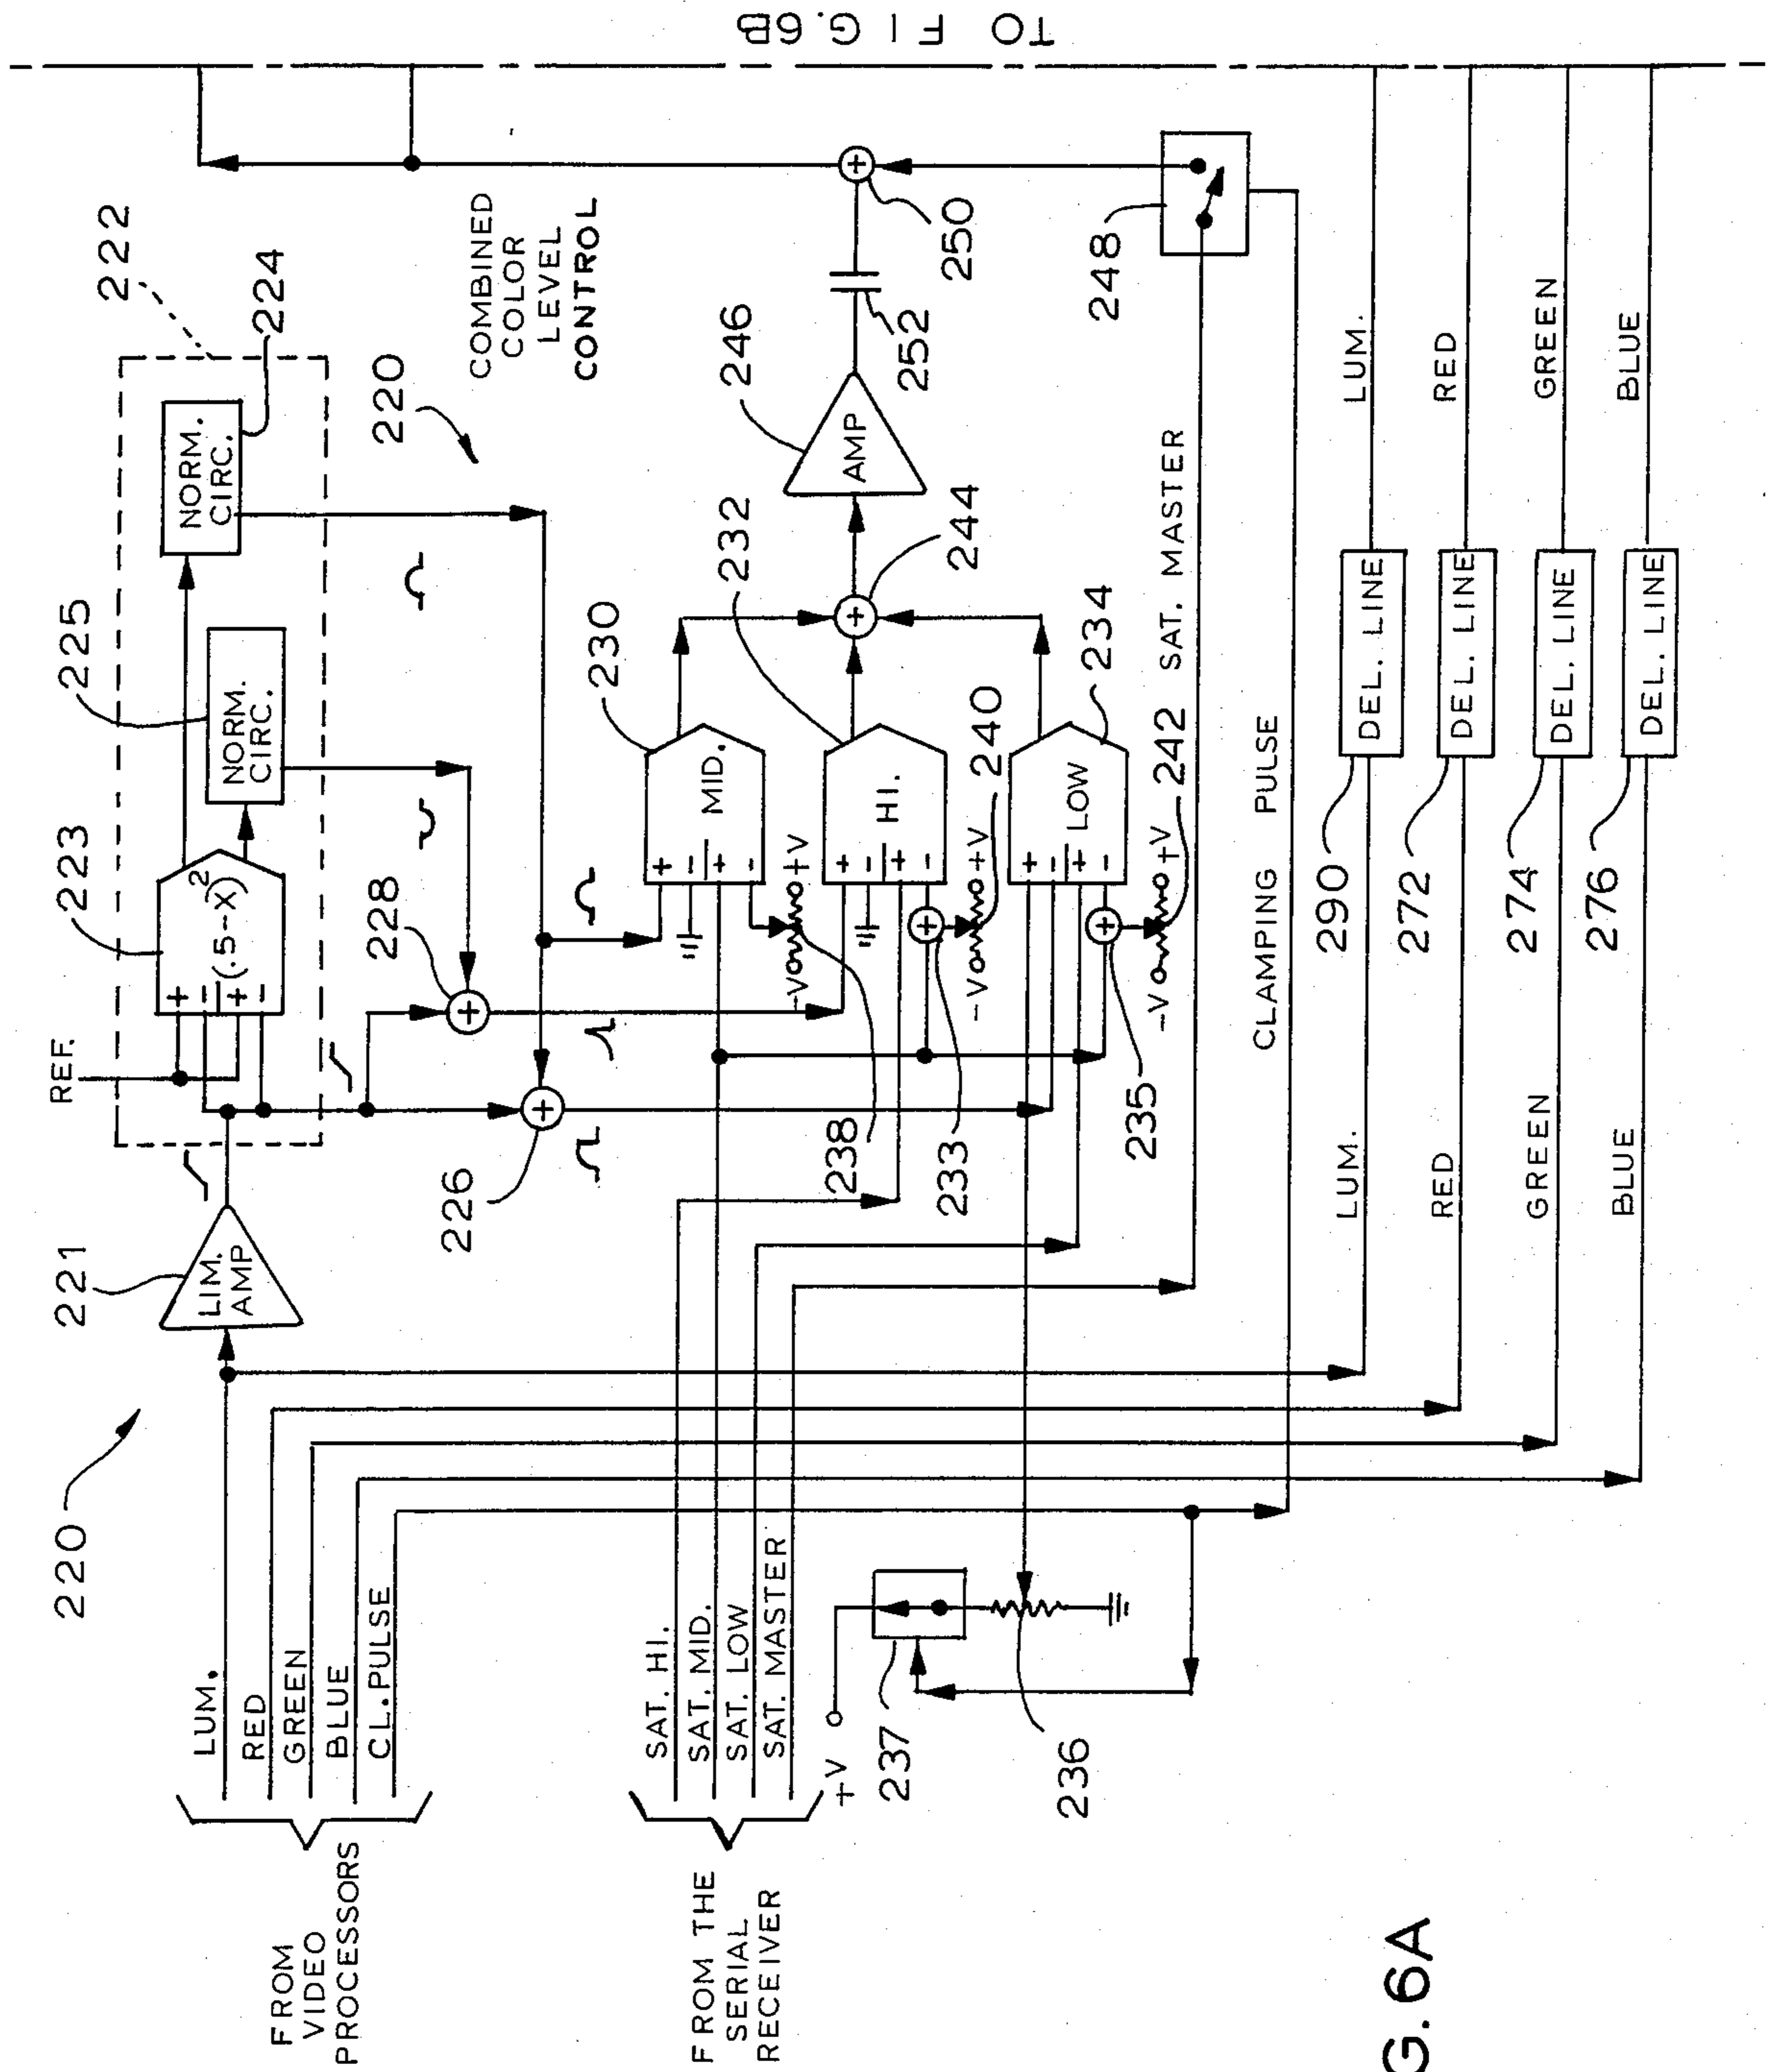 220
221
LIM.
AMP
REF.
223
(.5-X)²
+
-
+
-
225
NORM.
CIRC.
222
NORM.
CIRC.
224
228
226
220
COMBINED
COLOR
LEVEL
CONTROL
FROM
VIDEO
PROCESSORS
LUM.
RED
GREEN
BLUE
CL.PULSE
FROM THE
SERIAL
RECEIVER
SAT. HI.
SAT. MID.
SAT. LOW
SAT. MASTER
230
MID.
+
-
+
-
-V
+V
238
232
HI.
+
-
+
-
233
-V
+V
240
234
LOW
+
-
+
-
235
-V
+V
242
244
246
AMP
252
250
248
+V
237
236
SAT. MASTER
CLAMPING PULSE
LUM.
290
DEL. LINE
LUM.
RED
272
DEL. LINE
RED
GREEN
274
DEL. LINE
GREEN
BLUE
276
DEL. LINE
BLUE
TO FIG.6B
G.6A